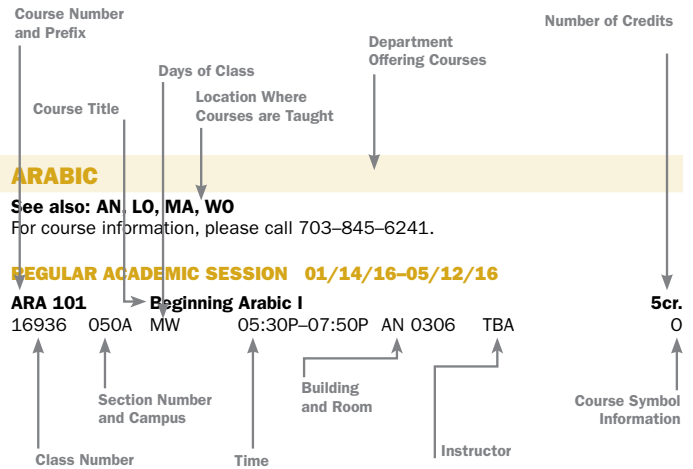 Course Number
and Prefix
Number of Credits
Department
Offering Courses
Days of Class
Location Where
Courses are Taught
Course Title
ARABIC
See also: AN, LO, MA, WO
For course information, please call 703–845–6241.
REGULAR ACADEMIC SESSION 01/14/16–05/12/16
ARA 101 Beginning Arabic I 5cr.
16936 050A MW 05:30P–07:50P AN 0306 TBA O
Section Number
and Campus
Building
and Room
Course Symbol
Information
Class Number
Time
Instructor